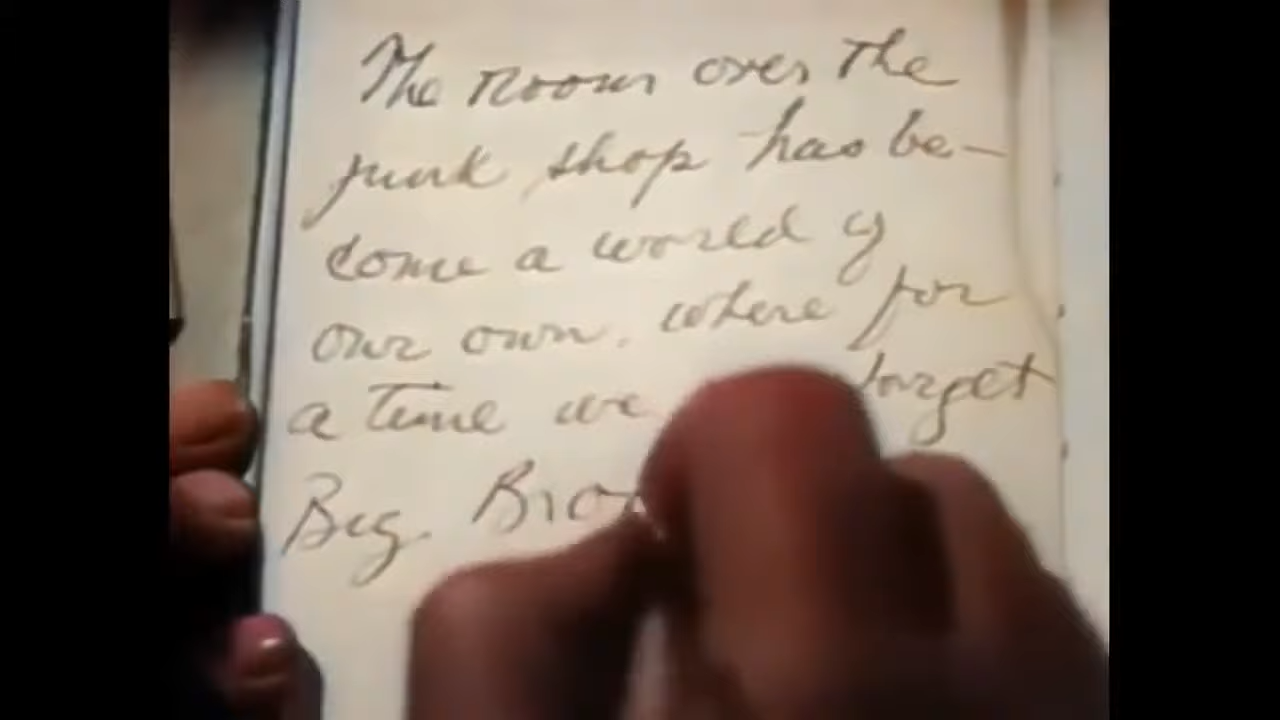 The room over the
junk shop has be-
come a world of
our own, where for
a time we forget
Big Brot